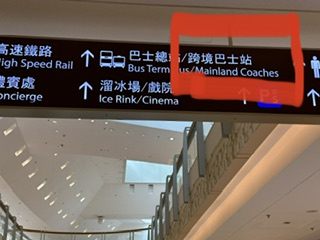 高速鐵路
High Speed Rail
巴士總站/跨境巴士站
Bus Terminus/Mainland Coaches
禮賓處
Concierge
溜冰場/戲院
Ice Rink/Cinema